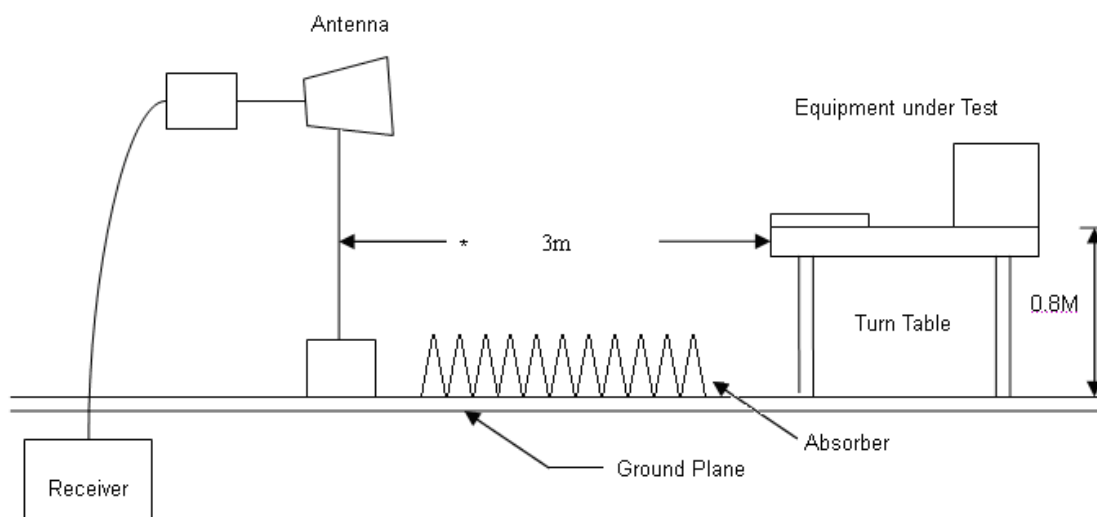 Antenna
Equipment under Test
* 3m
0.8M
Turn Table
Absorber
Ground Plane
Receiver